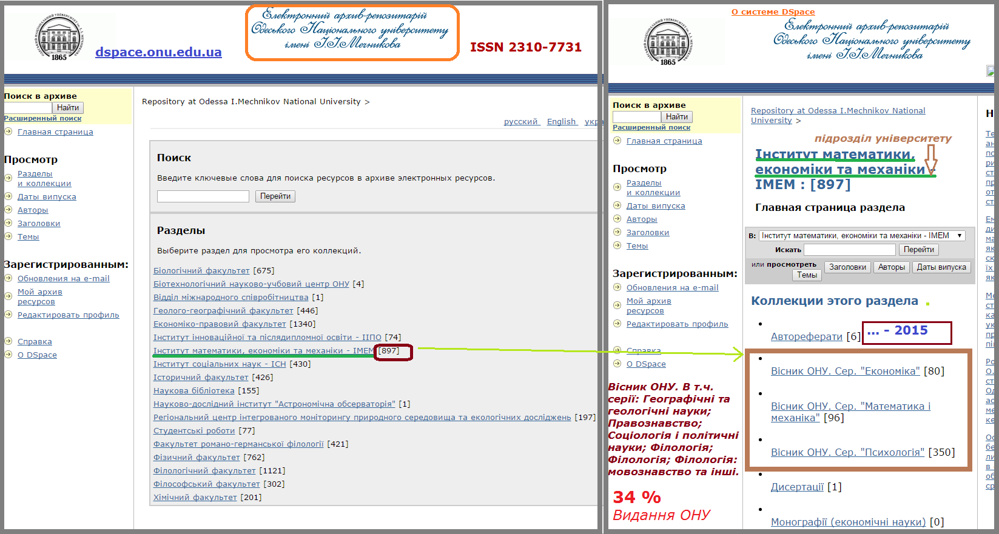 Електронний архив-репозитарій
Одеського Національного університету
імені І.І.Мечникова
1865
dspace.onu.edu.ua
ISSN 2310-7731
Поиск в архиве
Найти
Расширенный поиск
Главная страница
Просмотр
Разделы
и коллекции
Даты випуска
Авторы
Заголовки
Темы
Зарегистрированным:
Обновления на e-mail
Мой архив
ресурсов
Редактировать профиль
Справка
О DSpace
Repository at Odessa I.Mechnikov National University >
русский English укра
Поиск
Введите ключевые слова для поиска ресурсов в архиве электронных ресурсов.
Перейти
Разделы
Выберите раздел для просмотра его коллекций.
Біологічний факультет [675]
Біотехнологічний науково-учбовий центр ОНУ [4]
Відділ міжнародного співробітництва [1]
Геолого-географічний факультет [446]
Економіко-правовий факультет [1340]
Інститут інноваційної та післядипломної освіти - ІІПО [74]
Інститут математики, економіки та механіки - ІМЕМ [897]
Інститут соціальних наук - ІСН [430]
Історичний факультет [426]
Наукова бібліотека [155]
Науково-дослідний інститут "Астрономічна обсерваторія" [1]
Регіональний центр інтегрованого моніторингу природного середовища та екологічних досліджень [197]
Студентські роботи [77]
Факультет романо-германської філології [421]
Фізичний факультет [762]
Філологічний факультет [1121]
Філософський факультет [302]
Хімічний факультет [201]
О системе DSpace
Електронний архив-репозитарій
Одеського Національного університету
імені І.І.Мечникова
1865
Поиск в архиве
Найти
Расширенный поиск
Главная страница
Просмотр
Разделы
и коллекции
Даты випуска
Авторы
Заголовки
Темы
Зарегистрированным:
Обновления на e-mail
Мой архив
ресурсов
Редактировать профиль
Справка
О DSpace
Вісник ОНУ. В т.ч.
серії: Географічні та
геологічні науки;
Правознавство;
Соціологія і політичні
науки; Філологія;
Філологія; Філологія:
мовознавство та інші.
34 %
Видання ОНУ
Repository at Odessa I.Mechnikov National
University >
підрозділ університету
Інститут математики,
економіки та механіки -
ІМЕМ : [897]
Главная страница раздела
В: Інститут математики, економіки та механіки - ІМЕМ
Искать Перейти
или просмотреть Заголовки Авторы Даты випуска
Темы
Коллекции этого раздела
Автореферати [6] ... - 2015
Вісник ОНУ. Сер. "Економіка" [80]
Вісник ОНУ. Сер. "Математика і
механіка" [96]
Вісник ОНУ. Сер. "Психологія" [350]
Дисертації [1]
Монографії (економічні науки) [0]